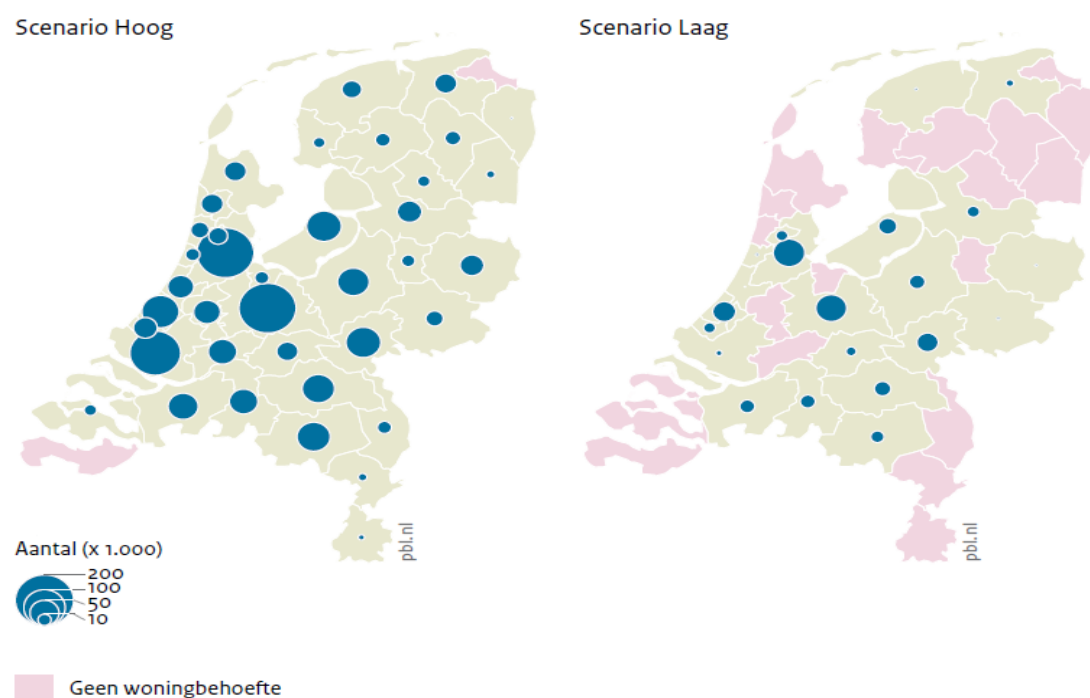 Scenario Hoog
Scenario Laag
pbl.nl
pbl.nl
Aantal (x 1.000)
200
100
50
10
Geen woningbehoefte